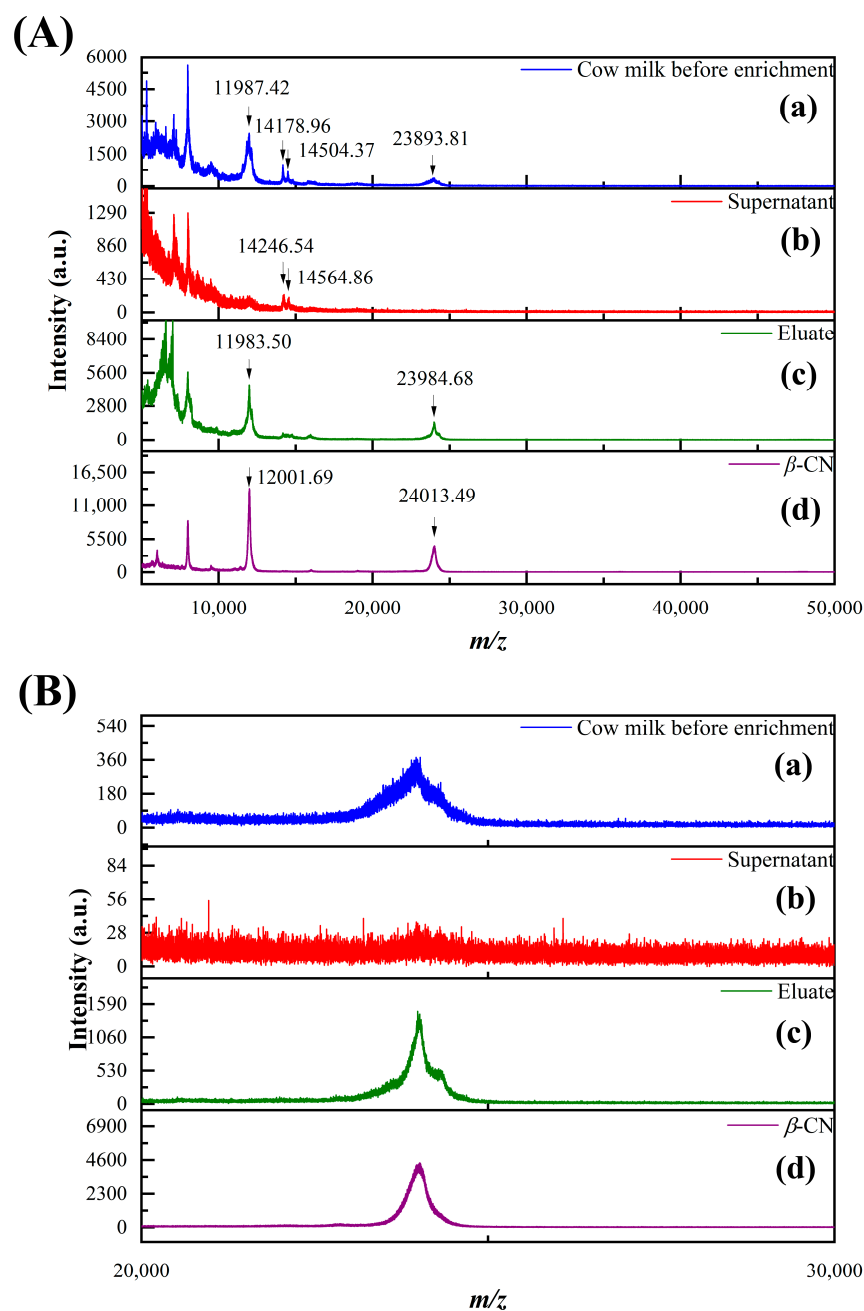 (A)
Intensity (a.u.)
6000
4500
3000
1500
0
Cow milk before enrichment
(a)
11987.42
14178.96
14504.37
23893.81
1290
860
430
0
Supernatant
(b)
14246.54
14564.86
8400
5600
2800
0
Eluate
(c)
11983.50
23984.68
16,500
11,000
5500
0
β-CN
(d)
12001.69
24013.49
10,000 20,000 30,000 40,000 50,000
m/z
(B)
Intensity (a.u.)
540
360
180
0
Cow milk before enrichment
(a)
84
56
28
0
Supernatant
(b)
1590
1060
530
0
Eluate
(c)
6900
4600
2300
0
β-CN
(d)
20,000 30,000
m/z